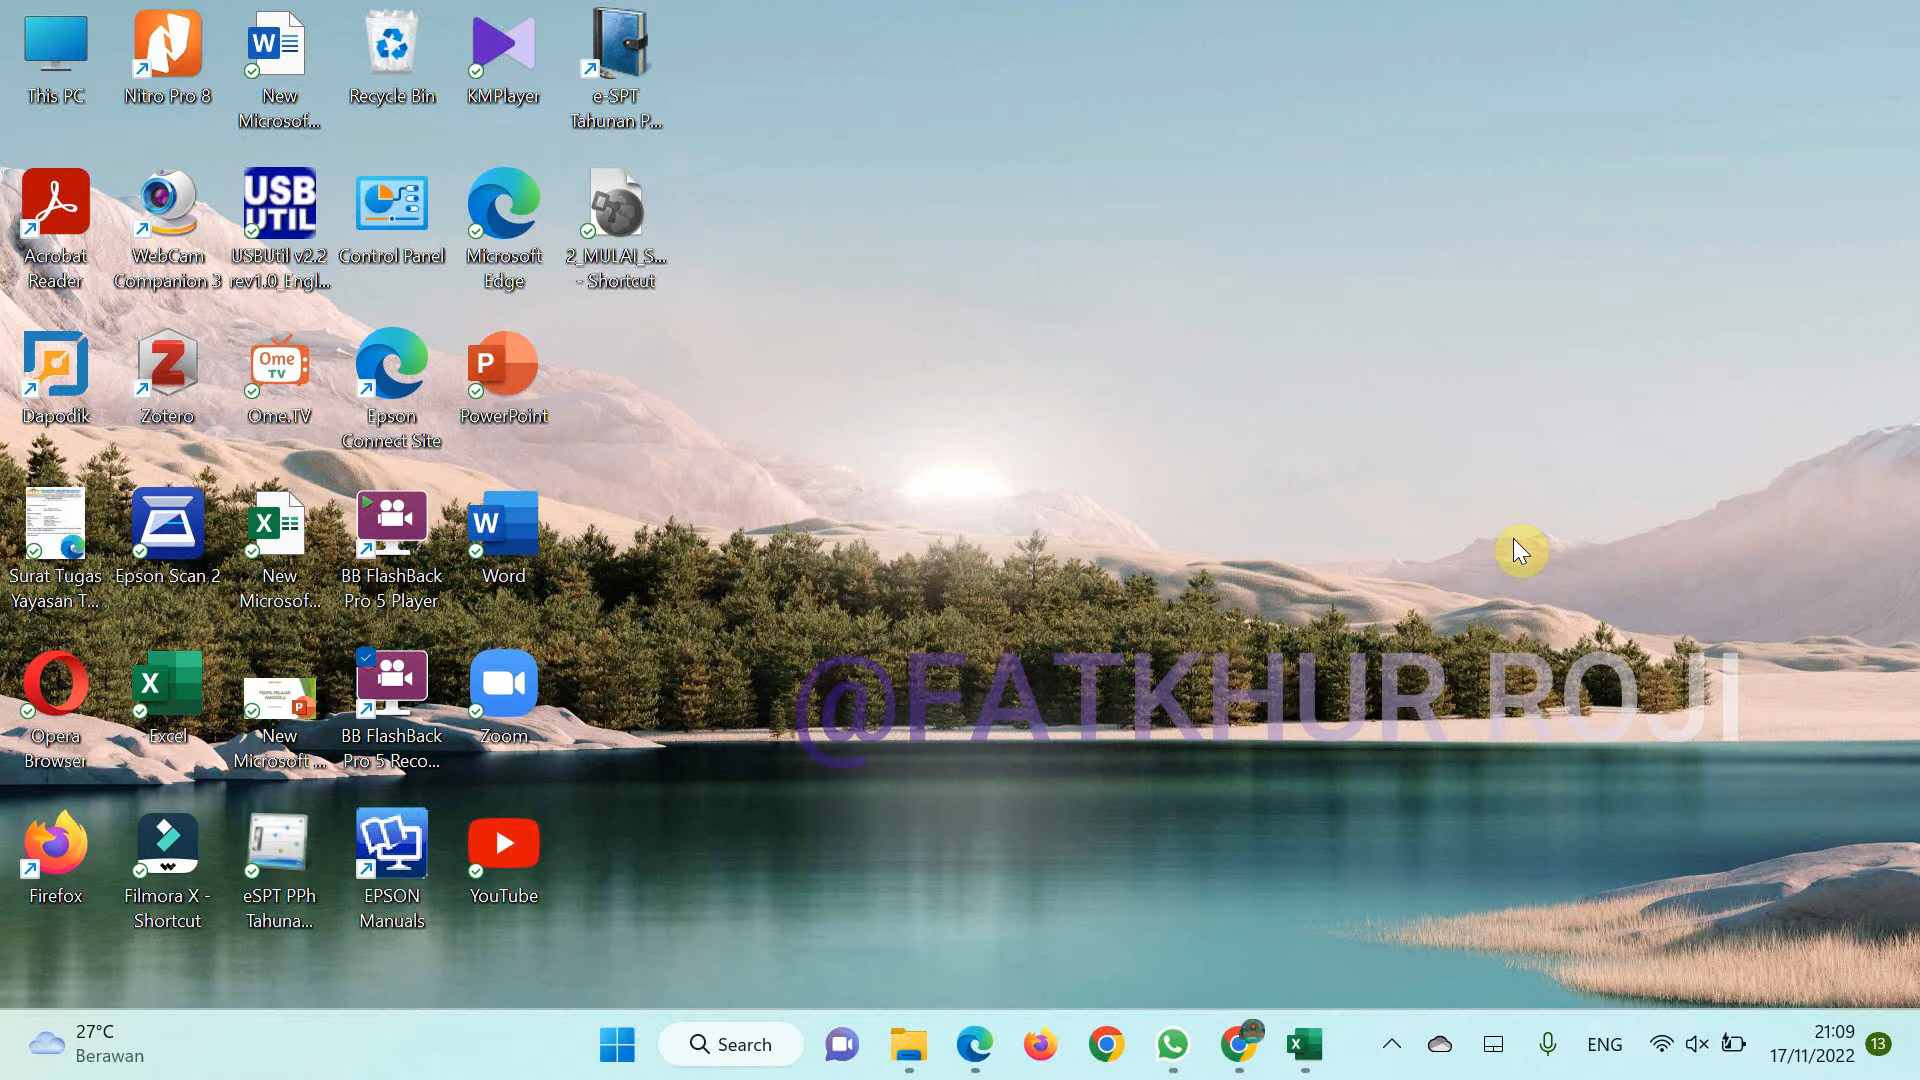 This PC
Nitro Pro 8
W
New
Microsof...
Recycle Bin
KMPlayer
e-SPT
Tahunan P...
Acrobat
Reader
WebCam
Companion 3
USB
UTIL
USBUtil v2.2
rev1.0_Engl...
Control Panel
Microsoft
Edge
2_MULAI_S...
- Shortcut
Dapodik
Z
Zotero
Ome
TV
Ome.TV
Epson
Connect Site
P
PowerPoint
Surat Tugas
Yayasan T...
Epson Scan 2
X
New
Microsof...
BB FlashBack
Pro 5 Player
W
Word
Opera
Browser
X
Excel
P
New
Microsoft ...
BB FlashBack
Pro 5 Reco...
Zoom
@FATKHUR ROJI
Firefox
Filmora X -
Shortcut
eSPT PPh
Tahuna...
EPSON
Manuals
YouTube
27°C
Berawan
Search
X
ENG
21:09
17/11/2022
13